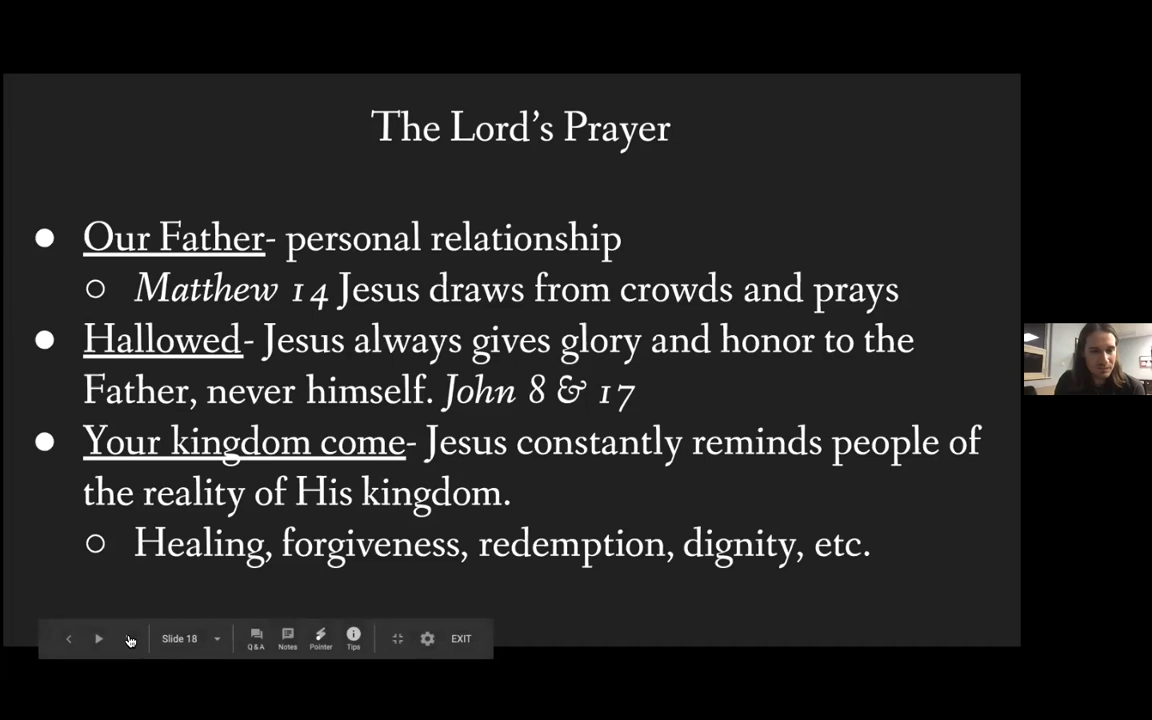 The Lord’s Prayer
● Our Father- personal relationship
○ Matthew 14 Jesus draws from crowds and prays
● Hallowed- Jesus always gives glory and honor to the
Father, never himself. John 8 & 17
● Your kingdom come- Jesus constantly reminds people of
the reality of His kingdom.
○ Healing, forgiveness, redemption, dignity, etc.
Slide 18 Q & A Notes Pointer Tips EXIT